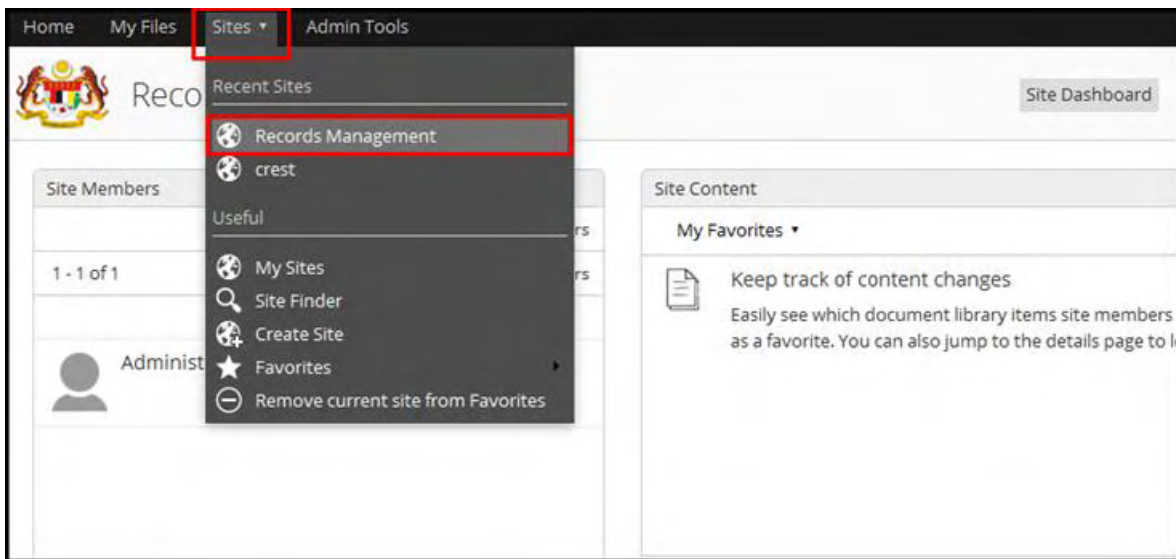 Home My Files Sites Admin Tools
Reco
Recent Sites
Site Dashboard
Records Management
crest
Site Members
Site Content
Useful
rs
My Favorites
1 - 1 of 1
My Sites
rs
Keep track of content changes
Site Finder
Easily see which document library items site members
Create Site
as a favorite. You can also jump to the details page to l
Administ
Favorites
Remove current site from Favorites